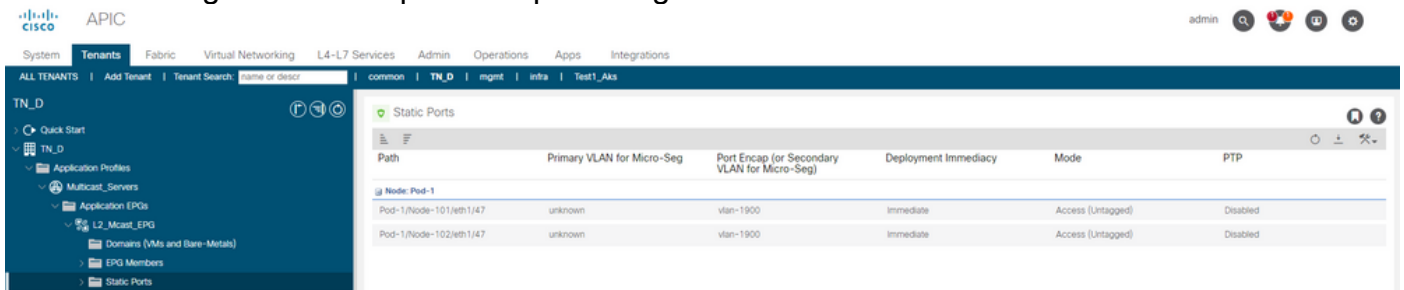 CISCO
APIC
admin
System Tenants Fabric Virtual Networking L4-L7 Services Admin Operations Apps Integrations
ALL TENANTS | Add Tenant | Tenant Search: name or descr | common | TN_D | mgmt | infra | Test1_Aks
TN_D
Static Ports
Quick Start
TN_D
Application Profiles
Multicast_Servers
Application EPGs
L2_Mcast_EPG
Domains (VMs and Bare-Metals)
EPG Members
Static Ports
Path Primary VLAN for Micro-Seg Port Encap (or Secondary VLAN for Micro-Seg) Deployment Immediacy Mode PTP
Node: Pod-1
Pod-1/Node-101/eth1/47 unknown vlan-1900 Immediate Access (Untagged) Disabled
Pod-1/Node-102/eth1/47 unknown vlan-1900 Immediate Access (Untagged) Disabled